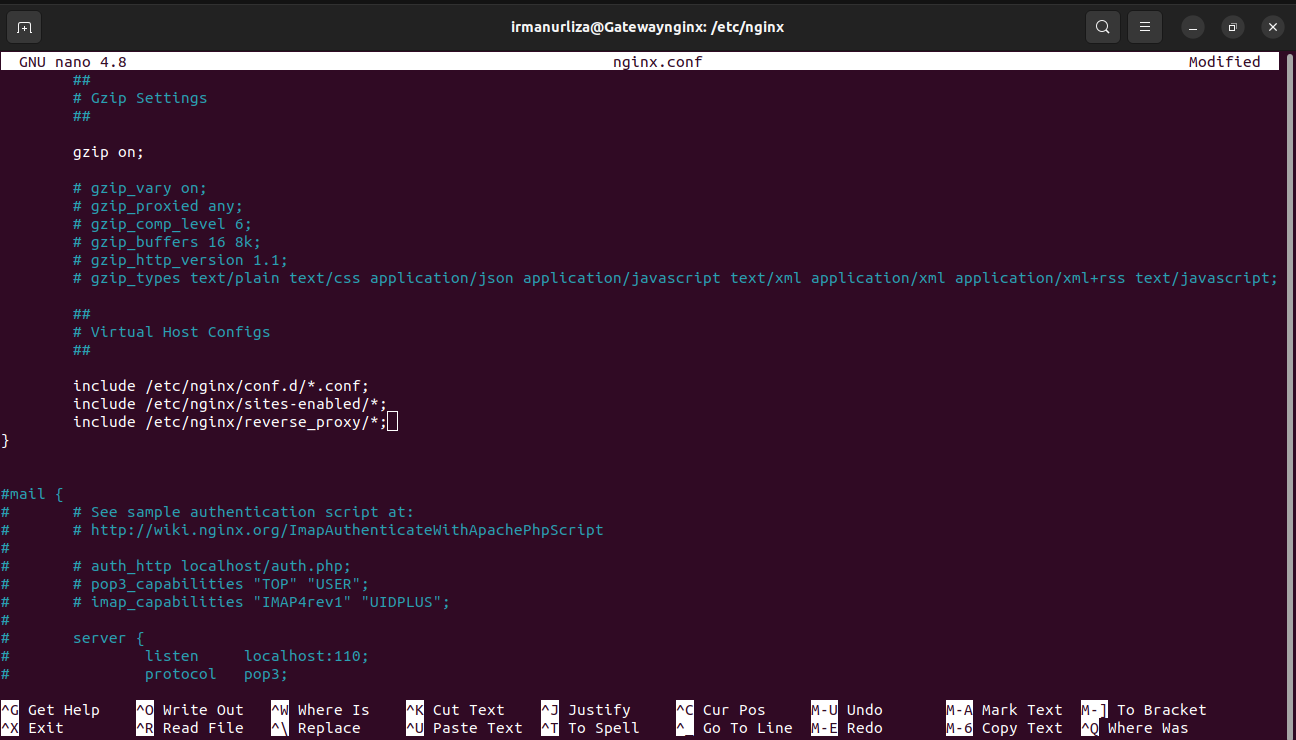 irmanurliza@Gatewaynginx: /etc/nginx
GNU nano 4.8 nginx.conf Modified
##
# Gzip Settings
##
gzip on;
# gzip_vary on;
# gzip_proxied any;
# gzip_comp_level 6;
# gzip_buffers 16 8k;
# gzip_http_version 1.1;
# gzip_types text/plain text/css application/json application/javascript text/xml application/xml application/xml+rss text/javascript;
##
# Virtual Host Configs
##
include /etc/nginx/conf.d/*.conf;
include /etc/nginx/sites-enabled/*;
include /etc/nginx/reverse_proxy/*;
}
#mail {
#       # See sample authentication script at:
#       # http://wiki.nginx.org/ImapAuthenticateWithApachePhpScript
#
#       # auth_http localhost/auth.php;
#       # pop3_capabilities "TOP" "USER";
#       # imap_capabilities "IMAP4rev1" "UIDPLUS";
#
#       server {
#               listen     localhost:110;
#               protocol   pop3;
^G Get Help ^O Write Out ^W Where Is ^K Cut Text ^J Justify ^C Cur Pos M-U Undo M-A Mark Text M-] To Bracket
^X Exit ^R Read File ^\ Replace ^U Paste Text ^T To Spell ^_ Go To Line M-E Redo M-6 Copy Text ^Q Where Was